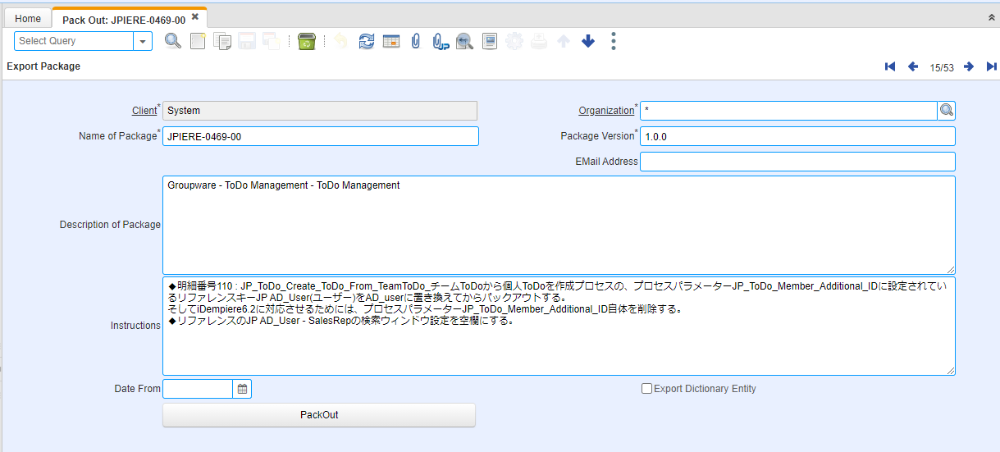 Home
Pack Out: JPIERE-0469-00
Select Query
JP
Export Package
15/53
Client*
System
Organization*
*
Name of Package*
JPIERE-0469-00
Package Version*
1.0.0
EMail Address
Description of Package
Groupware - ToDo Management - ToDo Management
Instructions
◆明細番号110 : JP_ToDo_Create_ToDo_From_TeamToDo_チームToDoから個人ToDoを作成プロセスの、プロセスパラメーターJP_ToDo_Member_Additional_IDに設定されてい
るリファレンスキーJP AD_User(ユーザー)をAD_userに置き換えてからパックアウトする。
そしてiDempiere6.2に対応させるためには、プロセスパラメーターJP_ToDo_Member_Additional_ID自体を削除する。
◆リファレンスのJP AD_User - SalesRepの検索ウィンドウ設定を空欄にする。
Date From
Export Dictionary Entity
PackOut